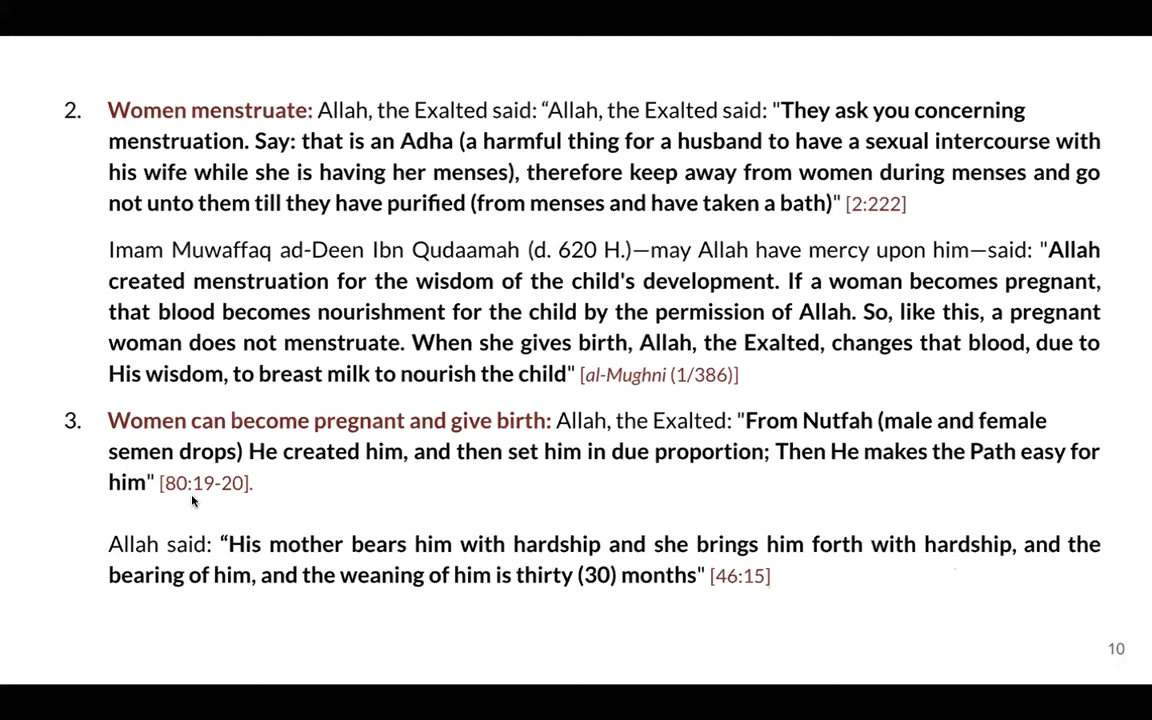 2. Women menstruate: Allah, the Exalted said: “Allah, the Exalted said: "They ask you concerning
menstruation. Say: that is an Adha (a harmful thing for a husband to have a sexual intercourse with
his wife while she is having her menses), therefore keep away from women during menses and go
not unto them till they have purified (from menses and have taken a bath)" [2:222]
Imam Muwaffaq ad-Deen Ibn Qudaamah (d. 620 H.)—may Allah have mercy upon him—said: "Allah
created menstruation for the wisdom of the child's development. If a woman becomes pregnant,
that blood becomes nourishment for the child by the permission of Allah. So, like this, a pregnant
woman does not menstruate. When she gives birth, Allah, the Exalted, changes that blood, due to
His wisdom, to breast milk to nourish the child" [al-Mughni (1/386)]
3. Women can become pregnant and give birth: Allah, the Exalted: "From Nutfah (male and female
semen drops) He created him, and then set him in due proportion; Then He makes the Path easy for
him" [80:19-20].
Allah said: “His mother bears him with hardship and she brings him forth with hardship, and the
bearing of him, and the weaning of him is thirty (30) months" [46:15]
10